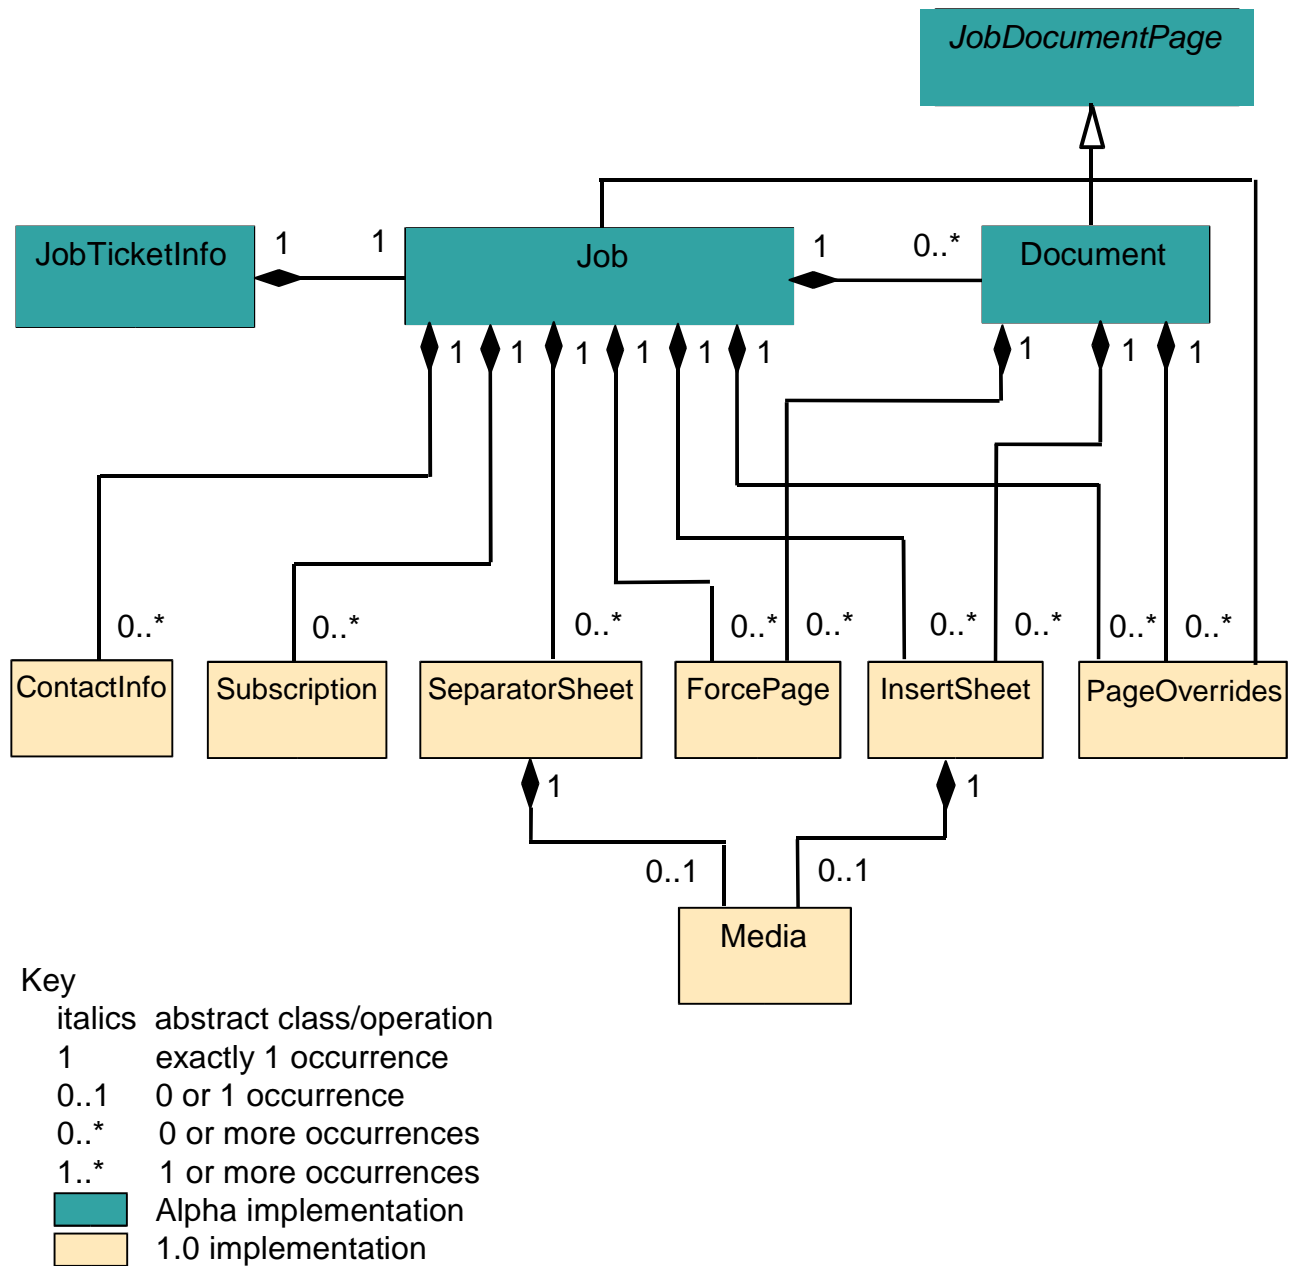 JobDocumentPage
JobTicketInfo
1
1
Job
1
0..*
Document
1
1
1
1
1
1
1
1
1
0..*
0..*
0..*
0..*
0..*
0..*
0..*
0..*
0..*
ContactInfo
Subscription
SeparatorSheet
ForcePage
InsertSheet
PageOverrides
1
1
0..1
0..1
Media
Key
italics abstract class/operation
1 exactly 1 occurrence
0..1 0 or 1 occurrence
0..* 0 or more occurrences
1..* 1 or more occurrences
Alpha implementation
1.0 implementation